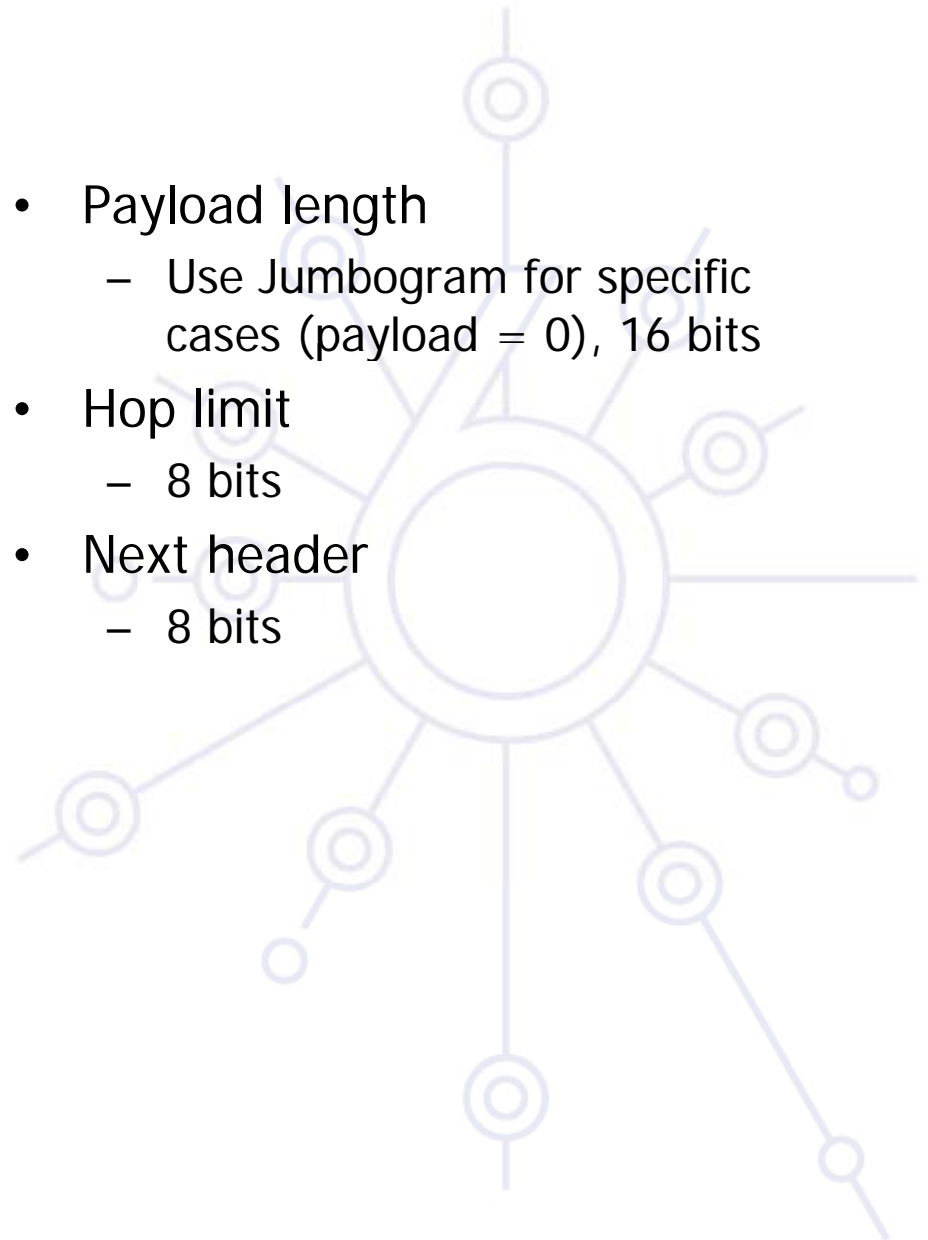 • Payload length
– Use Jumbogram for specific
cases (payload = 0), 16 bits
• Hop limit
– 8 bits
• Next header
– 8 bits